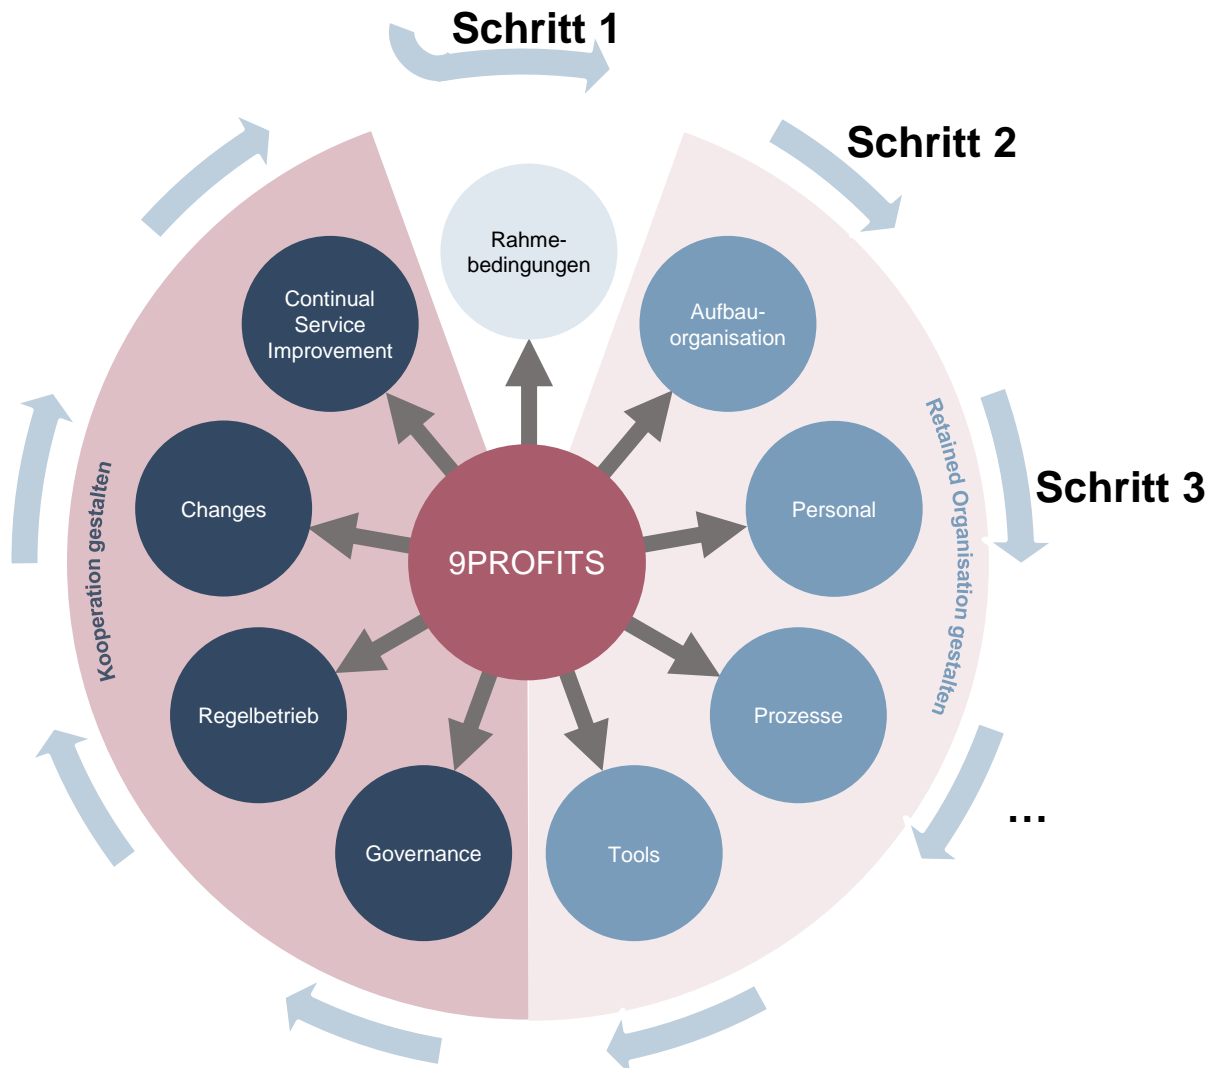 Schritt 1
Schritt 2
Rahme-
bedingungen
Continual
Service
Improvement
Aufbau-
organisation
Changes
Personal
Schritt 3
Kooperation gestalten
Retained Organisation gestalten
9PROFITS
Regelbetrieb
Prozesse
...
Governance
Tools